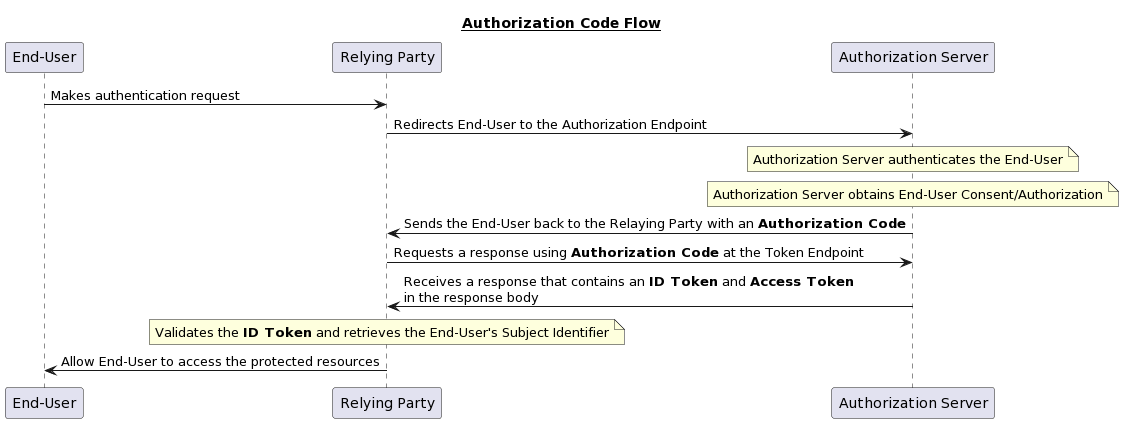 Authorization Code Flow
End-User
Relying Party
Authorization Server
Makes authentication request
Redirects End-User to the Authorization Endpoint
Authorization Server authenticates the End-User
Authorization Server obtains End-User Consent/Authorization
Sends the End-User back to the Relaying Party with an Authorization Code
Requests a response using Authorization Code at the Token Endpoint
Receives a response that contains an ID Token and Access Token
in the response body
Validates the ID Token and retrieves the End-User's Subject Identifier
Allow End-User to access the protected resources
End-User
Relying Party
Authorization Server